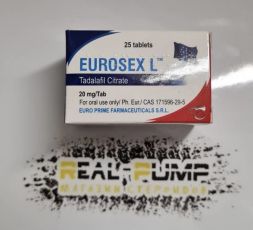 25 tablets
EUROSEX L™
Tadalafil Citrate
20 mg/Tab
For oral use only/ Ph. Eur./ CAS 171596-29-5
EURO PRIME FARMACEUTICALS S.R.L.
REAL PUMP
МАГАЗИН СТЕРОИДОВ